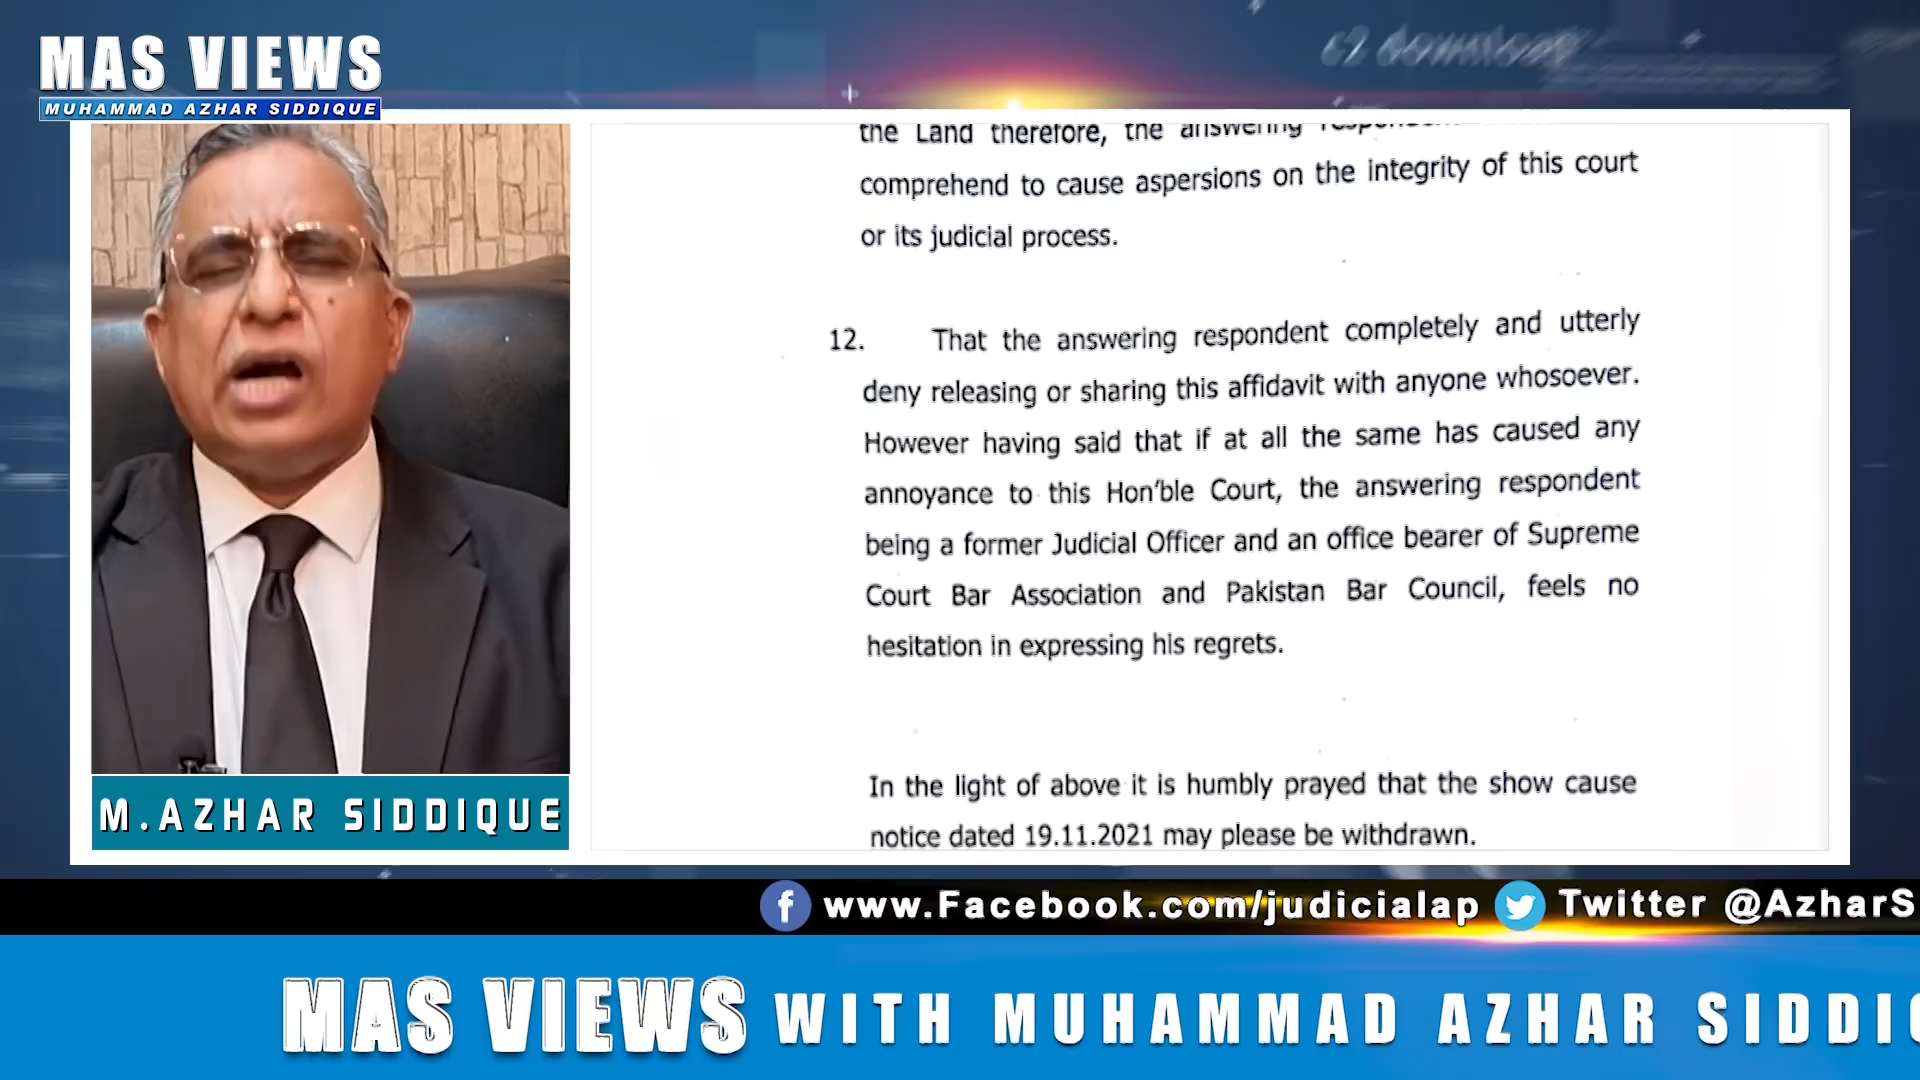 MAS VIEWS
MUHAMMAD AZHAR SIDDIQUE
62 download
the Land therefore, the answering
comprehend to cause aspersions on the integrity of this court
or its judicial process.
12. That the answering respondent completely and utterly
deny releasing or sharing this affidavit with anyone whosoever.
However having said that if at all the same has caused any
annoyance to this Hon'ble Court, the answering respondent
being a former Judicial Officer and an office bearer of Supreme
Court Bar Association and Pakistan Bar Council, feels no
hesitation in expressing his regrets.
In the light of above it is humbly prayed that the show cause
notice dated 19.11.2021 may please be withdrawn.
M.AZHAR SIDDIQUE
www.Facebook.com/judicialap Twitter @AzharS
MAS VIEWS WITH MUHAMMAD AZHAR SIDDI